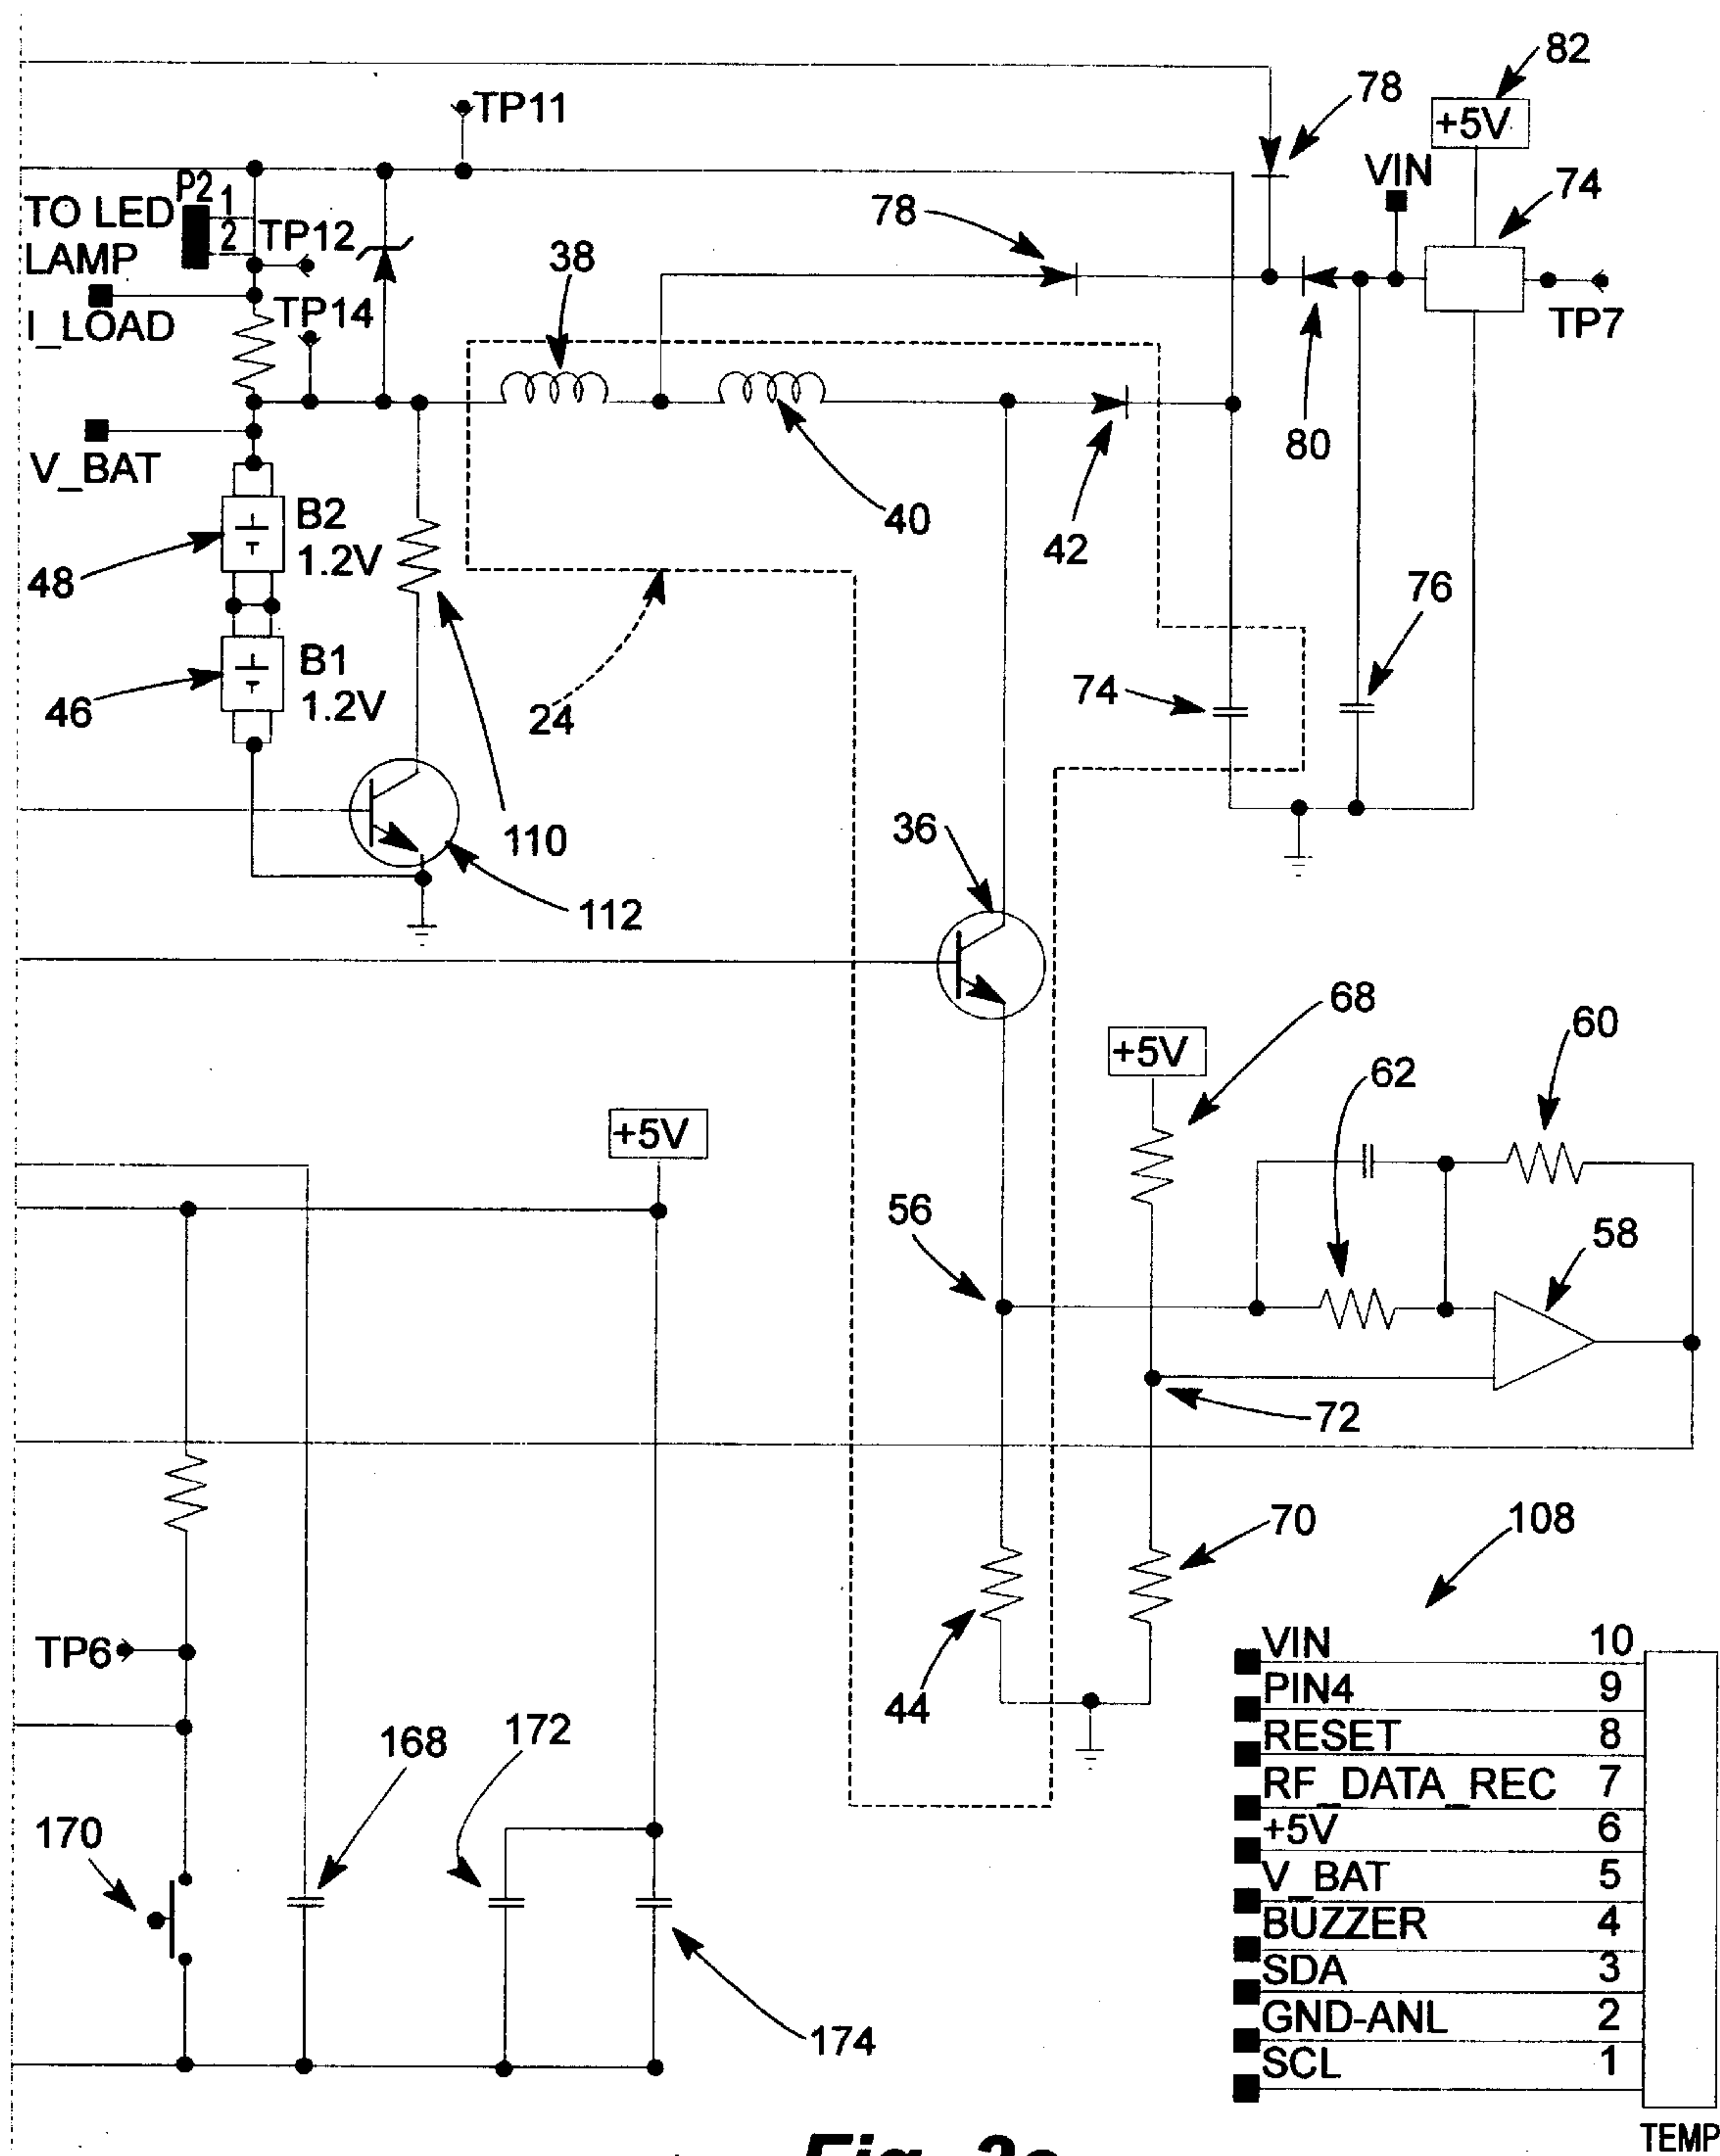 82
+5V
78
TP11
VIN
74
P2
1
TO LED
2
LAMP
TP12
78
38
I_LOAD
TP14
TP7
80
V_BAT
40
42
B2
1.2V
48
76
B1
1.2V
46
24
74
110
36
112
68
60
+5V
62
+5V
56
58
72
70
108
TP6
44
168
172
170
174
VIN 10
PIN4 9
RESET 8
RF_DATA_REC 7
+5V 6
V_BAT 5
BUZZER 4
SDA 3
GND-ANL 2
SCL 1
TEMP